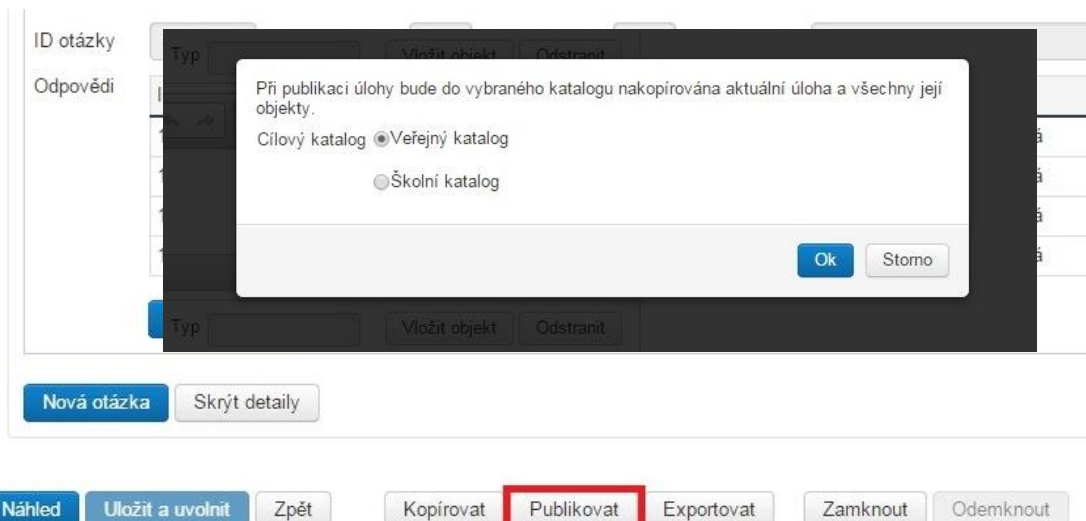 ID otázky
Typ Vložit objekt Odstranit
Odpovědi
Při publikaci úlohy bude do vybraného katalogu nakopírována aktuální úloha a všechny její
objekty.
Cílový katalog Veřejný katalog
Školní katalog
Ok Storno
Typ Vložit objekt Odstranit
Nová otázka Skrýt detaily
Náhled Uložit a uvolnit Zpět Kopírovat Publikovat Exportovat Zamknout Odemknout